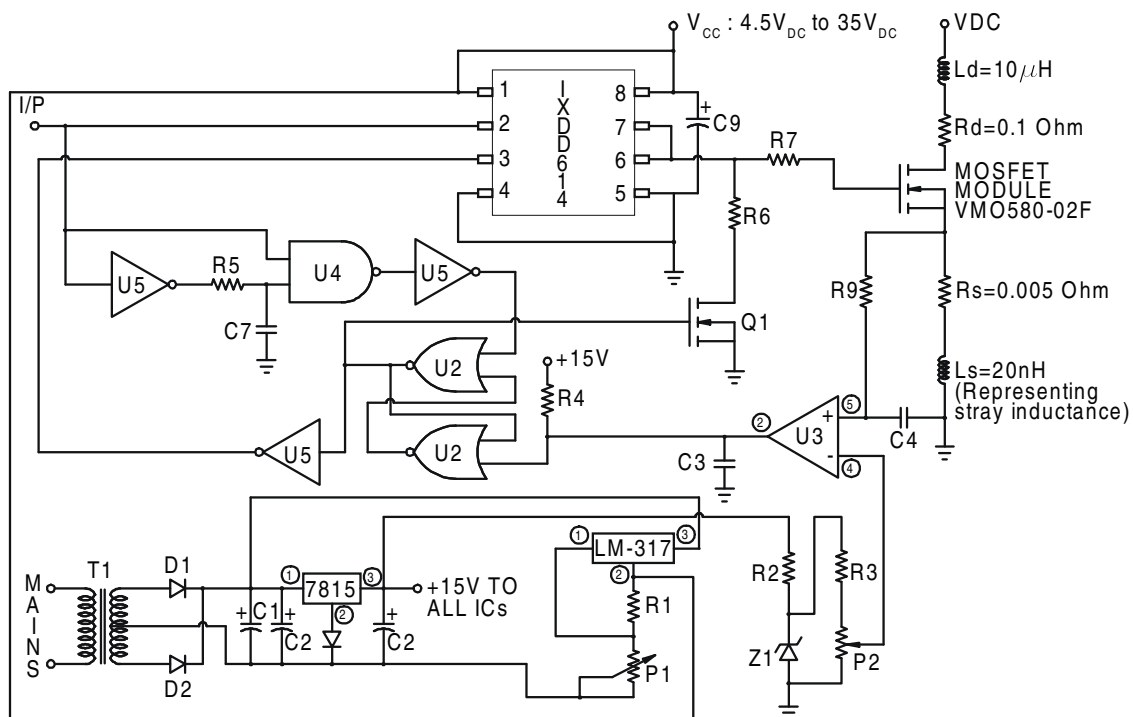 V_CC : 4.5V_DC to 35V_DC
VDC
Ld=10μH
Rd=0.1 Ohm
I/P
1
2
3
4
IXDD614
8
7
6
5
+
C9
R7
R6
MOSFET
MODULE
VMO580-02F
R9
Rs=0.005 Ohm
U5
R5
C7
U4
U5
Q1
U2
+15V
R4
Ls=20nH
(Representing
stray inductance)
U5
U2
C3
②
U3
+
-
⑤
④
C4
MAINS
T1
D1
D2
+
C1
+
C2
①
7815
③
②
+
C2
+15V TO
ALL ICs
①
LM-317
③
②
R1
P1
R2
Z1
R3
P2